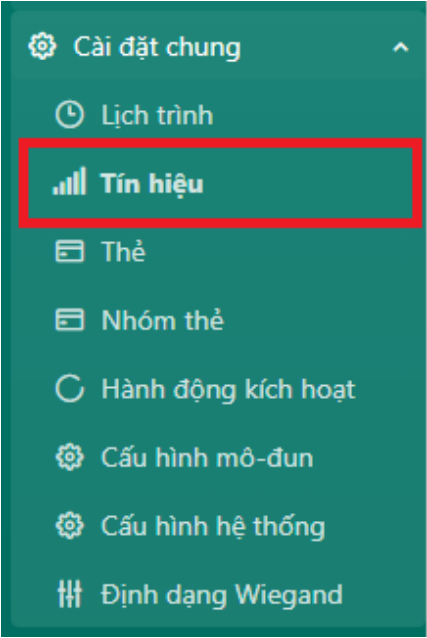 Cài đặt chung
Lịch trình
Tín hiệu
Thẻ
Nhóm thẻ
Hành động kích hoạt
Cấu hình mô-đun
Cấu hình hệ thống
Định dạng Wiegand